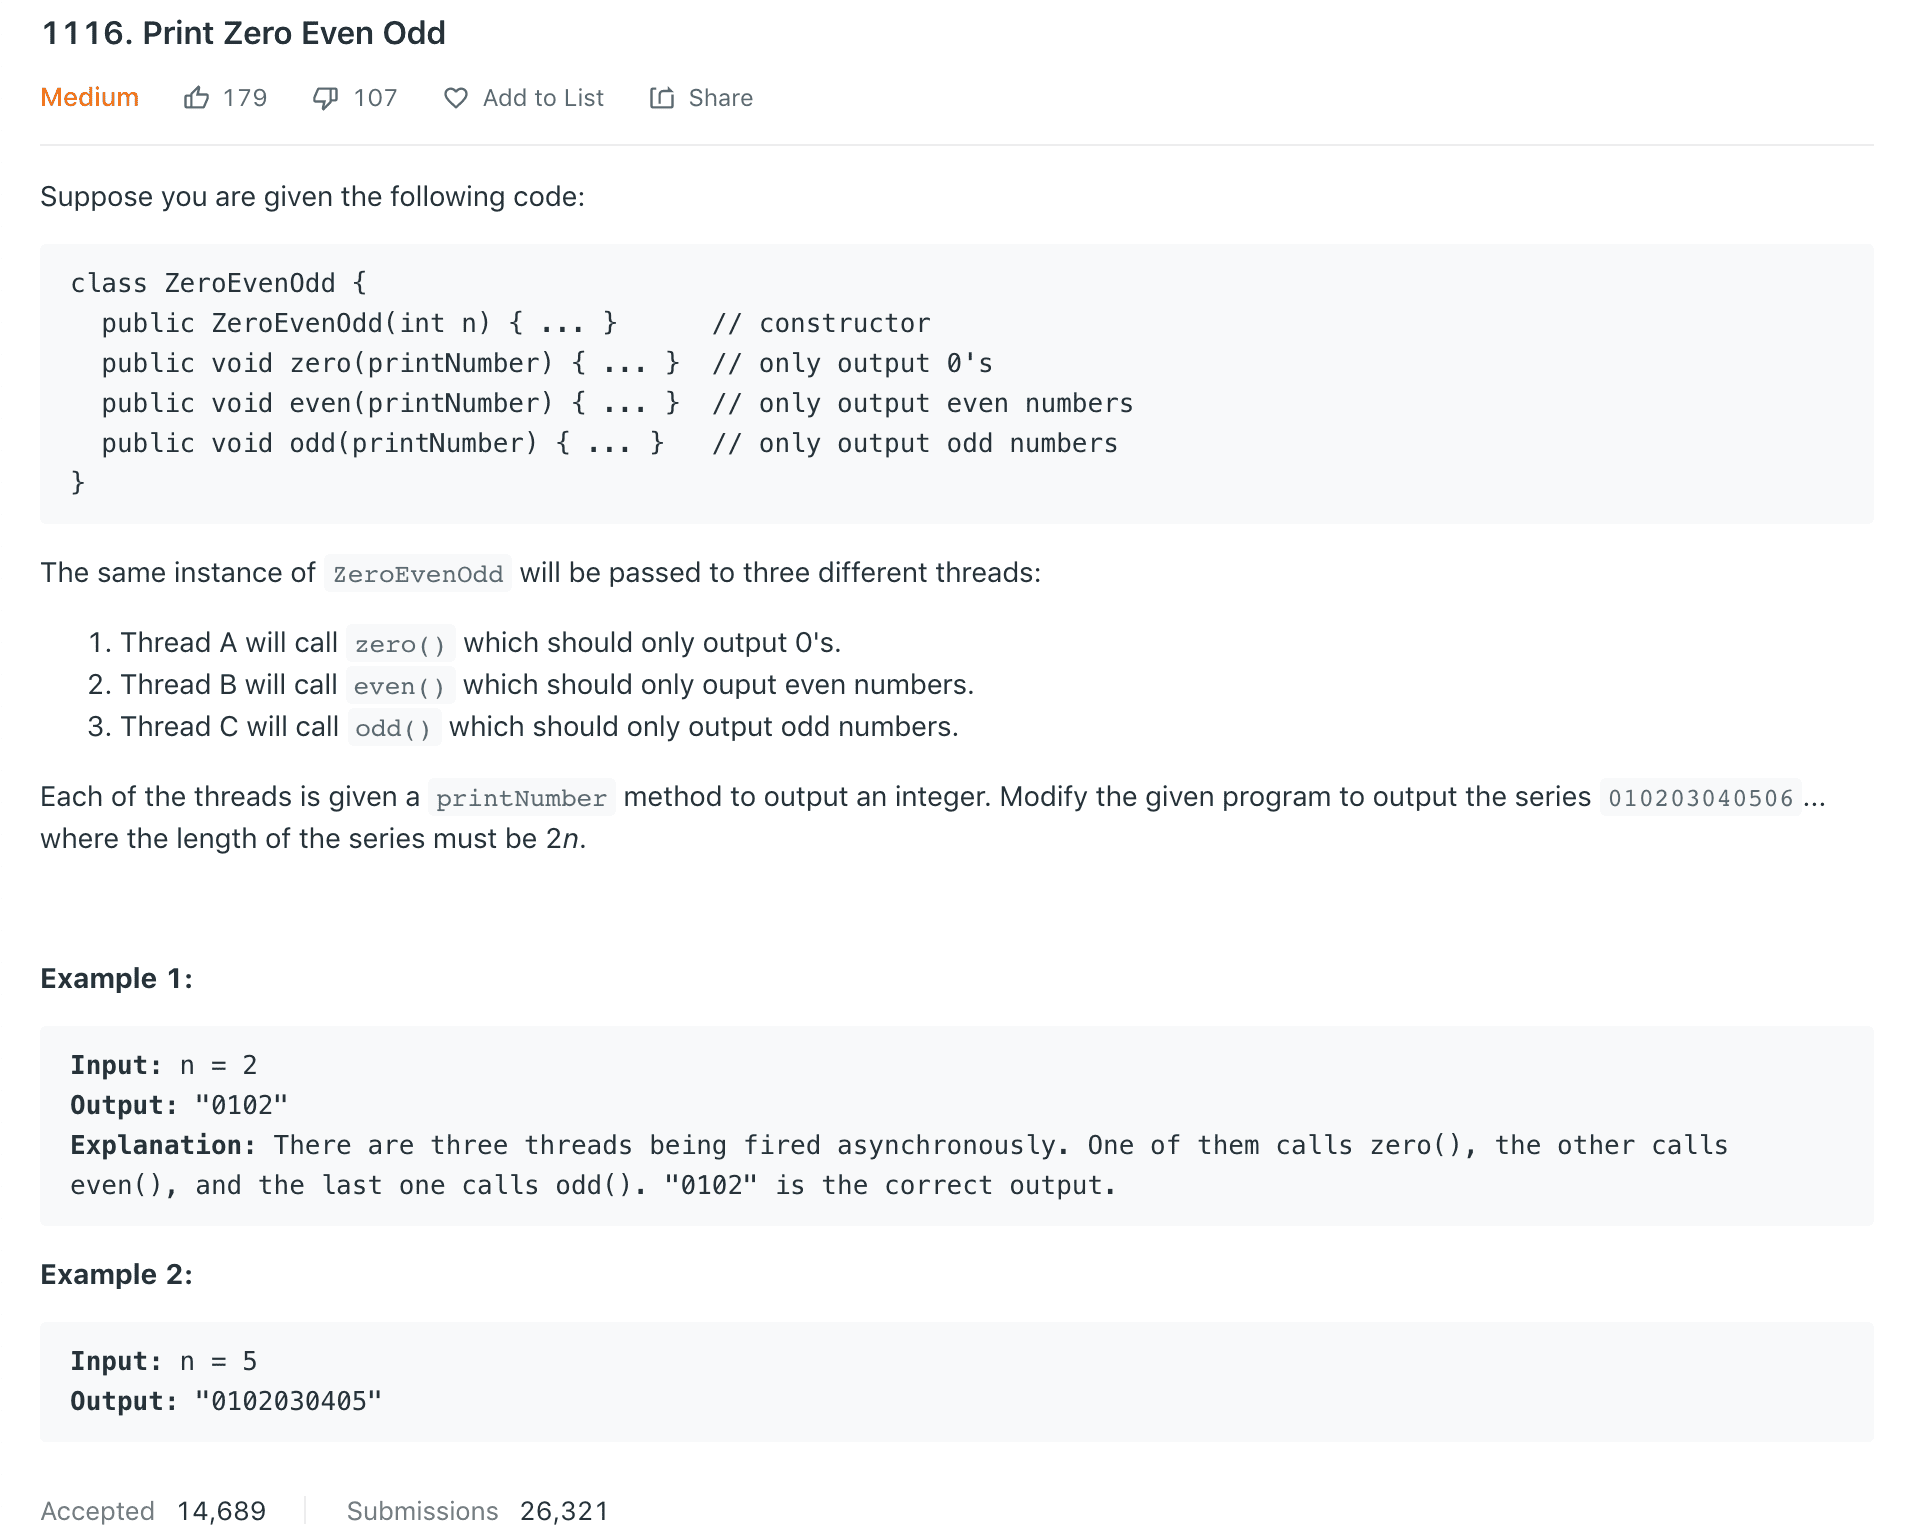 1116. Print Zero Even Odd
Medium 179 107 Add to List Share
Suppose you are given the following code:
class ZeroEvenOdd {
  public ZeroEvenOdd(int n) { ... }      // constructor
  public void zero(printNumber) { ... }  // only output 0's
  public void even(printNumber) { ... }  // only output even numbers
  public void odd(printNumber) { ... }   // only output odd numbers
}
The same instance of ZeroEvenOdd will be passed to three different threads:
1. Thread A will call zero() which should only output 0's.
2. Thread B will call even() which should only ouput even numbers.
3. Thread C will call odd() which should only output odd numbers.
Each of the threads is given a printNumber method to output an integer. Modify the given program to output the series 010203040506...
where the length of the series must be 2n.
Example 1:
Input: n = 2
Output: "0102"
Explanation: There are three threads being fired asynchronously. One of them calls zero(), the other calls
even(), and the last one calls odd(). "0102" is the correct output.
Example 2:
Input: n = 5
Output: "0102030405"
Accepted 14,689 Submissions 26,321